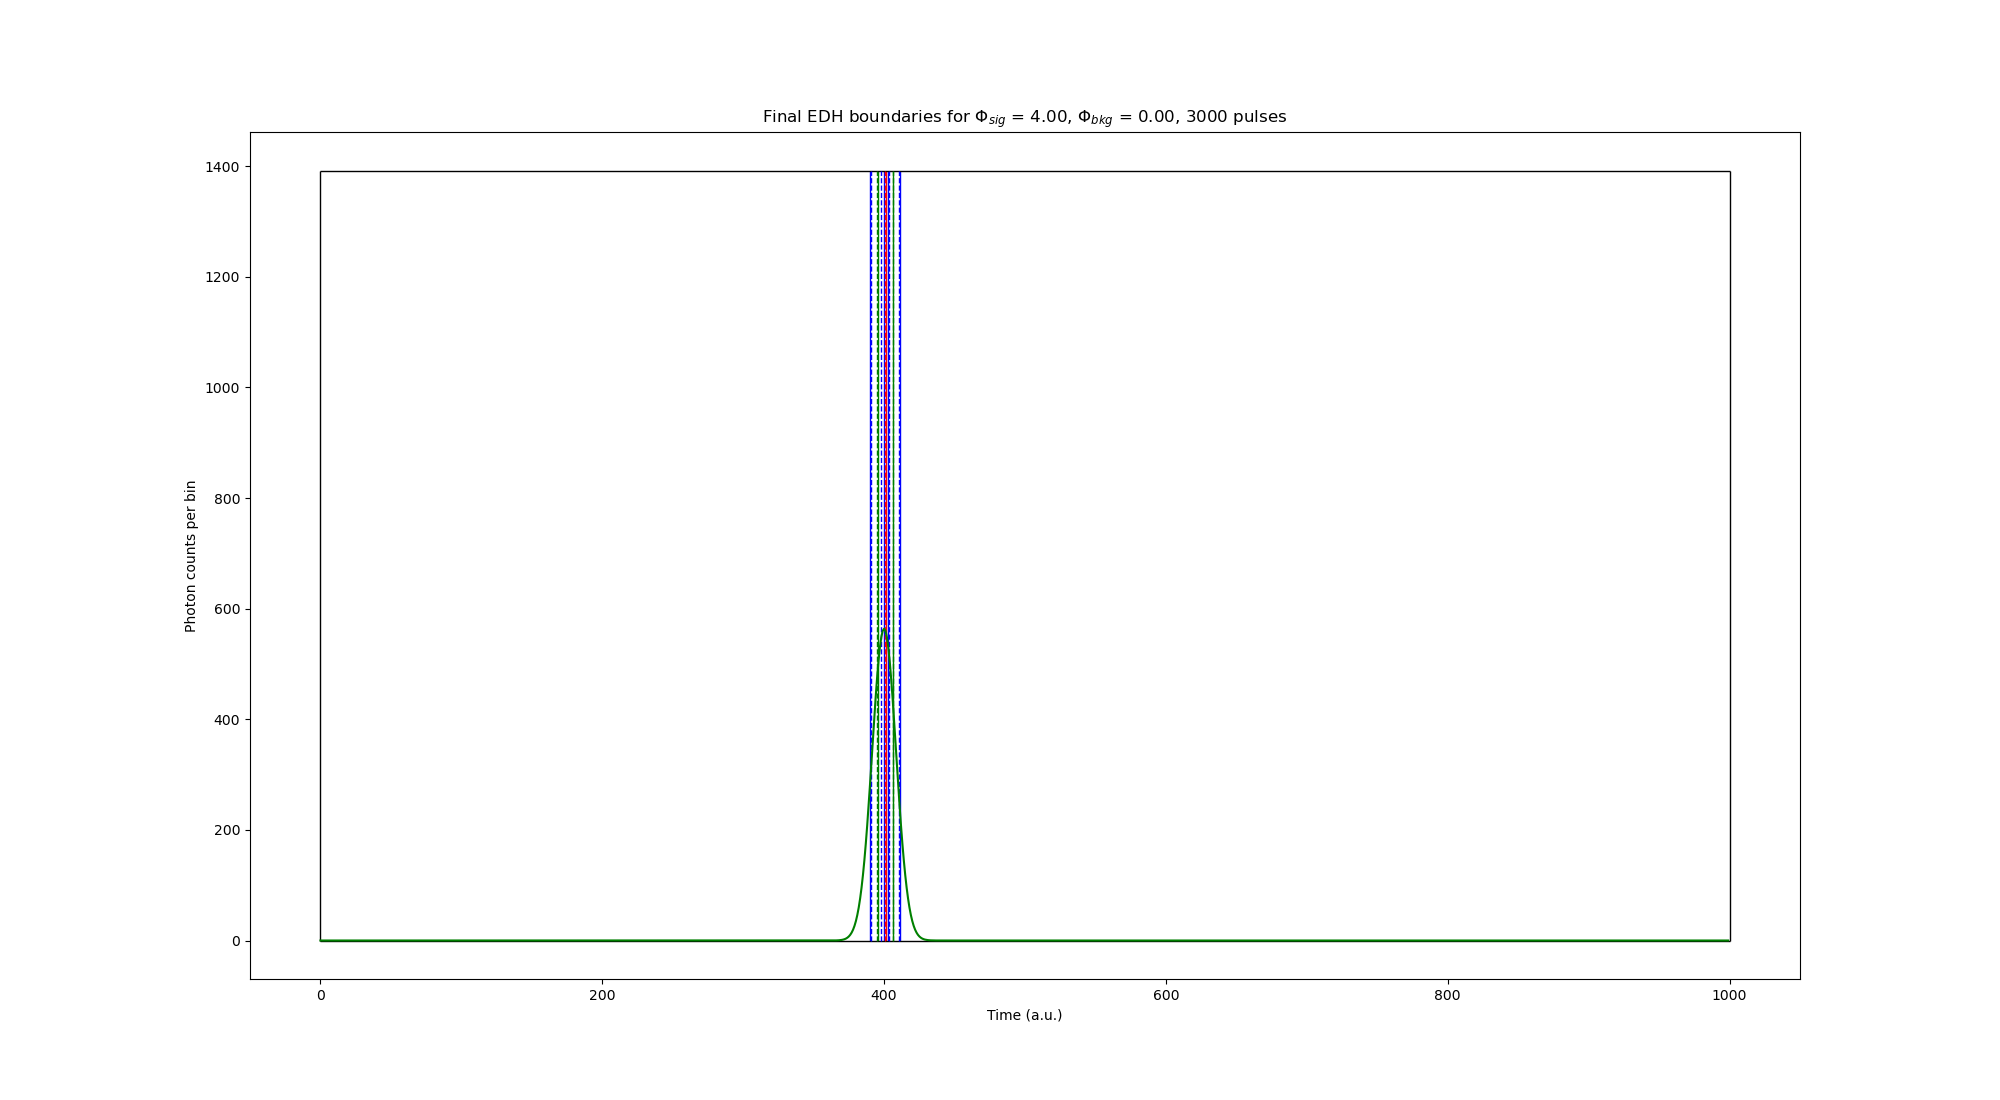 Final EDH boundaries for Φsig = 4.00, Φbkg = 0.00, 3000 pulses
1400
1200
1000
800
600
400
200
0
Photon counts per bin
0 200 400 600 800 1000
Time (a.u.)